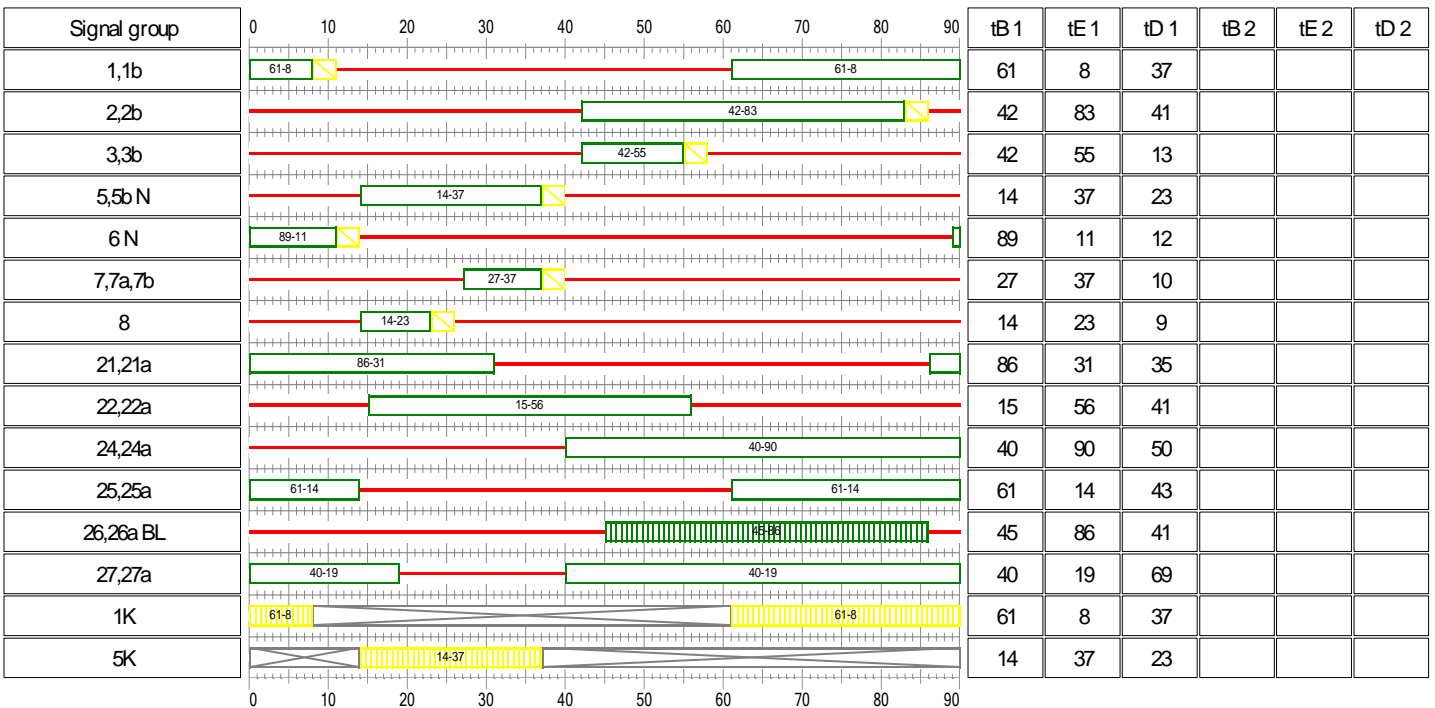 Signal group 0 10 20 30 40 50 60 70 80 90 tB 1 tE 1 tD 1 tB 2 tE 2 tD 2
1,1b 61-8 61-8 61 8 37
2,2b 42-83 42 83 41
3,3b 42-55 42 55 13
5,5b N 14-37 14 37 23
6 N 89-11 89 11 12
7,7a,7b 27-37 27 37 10
8 14-23 14 23 9
21,21a 86-31 86 31 35
22,22a 15-56 15 56 41
24,24a 40-90 40 90 50
25,25a 61-14 61-14 61 14 43
26,26a BL 45-86 45 86 41
27,27a 40-19 40-19 40 19 69
1K 61-8 61-8 61 8 37
5K 14-37 14 37 23
0 10 20 30 40 50 60 70 80 90